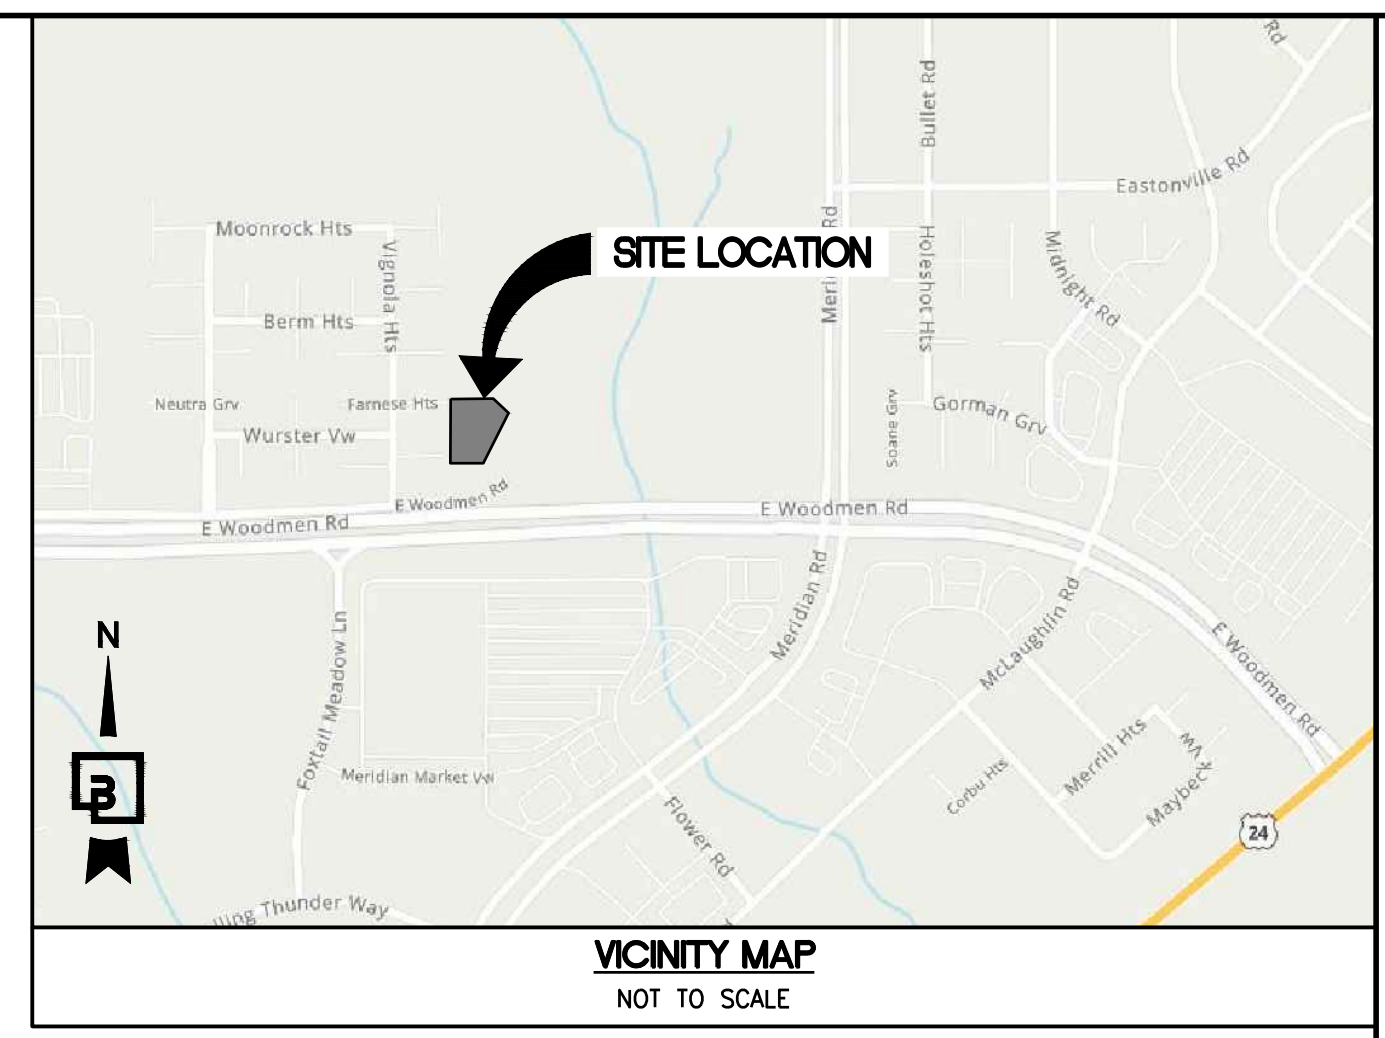 Rd
Bullet Rd
Eastonville Rd
Moonrock Hts
Vignola Hts
SITE LOCATION
Meri
Rd
Holeshot Hts
Midnight Rd
Berm Hts
Neutra Grv
Farnese Hts
Soane Grv
Gorman Grv
Wurster Vw
E Woodmen Rd
E Woodmen Rd
E Woodmen Rd
Meridian Rd
McLaughlin Rd
E Woodmen Rd
N
Foxtail Meadow Ln
B
Meridian Market Vw
Merrill Hts
Corbu Hts
Maybeck Vw
Flower Rd
24
lling Thunder Way
VICINITY MAP
NOT TO SCALE